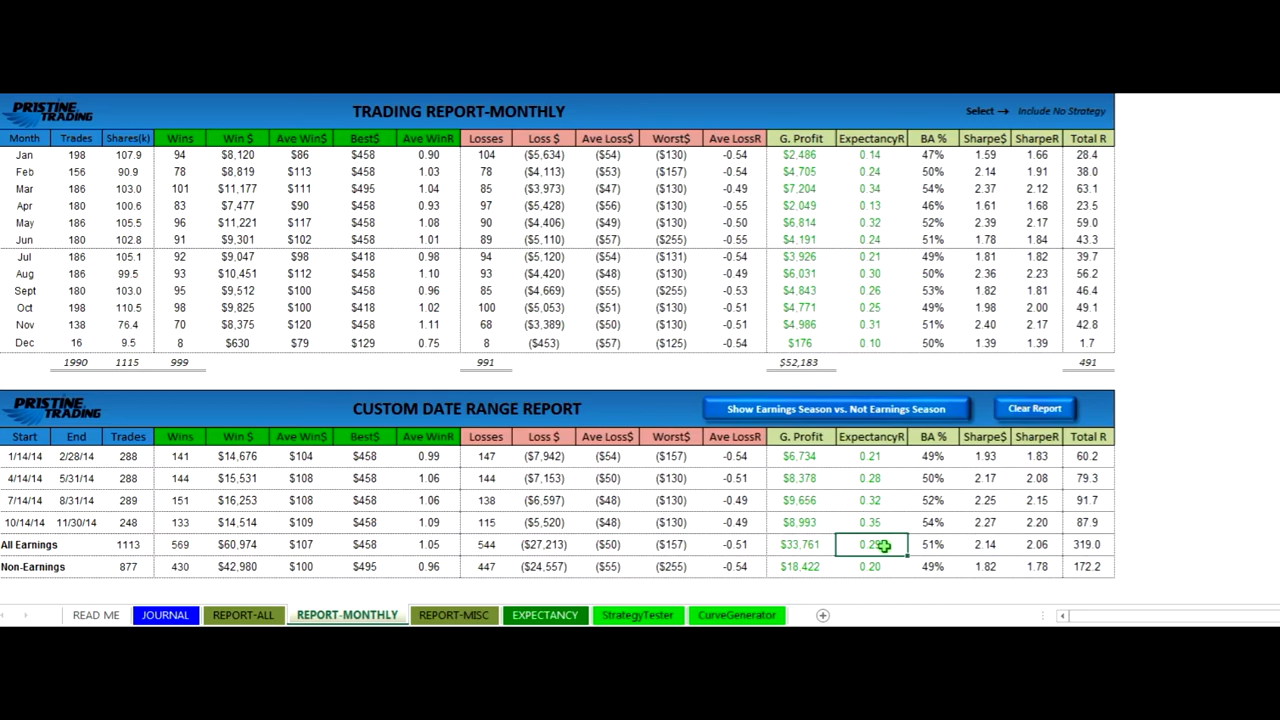 PRISTINE TRADING TRADING REPORT-MONTHLY Select → Include No Strategy
Month Trades Shares(k) Wins Win $ Ave Win$ Best$ Ave WinR Losses Loss $ Ave Loss$ Worst$ Ave LossR G. Profit ExpectancyR BA % Sharpe$ SharpeR Total R
Jan 198 107.9 94 $8,120 $86 $458 0.90 104 ($5,634) ($54) ($130) -0.54 $2,486 0.14 47% 1.59 1.66 28.4
Feb 156 90.9 78 $8,819 $113 $458 1.03 78 ($4,113) ($53) ($157) -0.54 $4,705 0.24 50% 2.14 1.91 38.0
Mar 186 103.0 101 $11,177 $111 $495 1.04 85 ($3,973) ($47) ($130) -0.49 $7,204 0.34 54% 2.37 2.12 63.1
Apr 180 100.6 83 $7,477 $90 $458 0.93 97 ($5,428) ($56) ($130) -0.55 $2,049 0.13 46% 1.61 1.68 23.5
May 186 105.5 96 $11,221 $117 $458 1.08 90 ($4,406) ($49) ($130) -0.50 $6,814 0.32 52% 2.39 2.17 59.0
Jun 180 102.8 91 $9,301 $102 $458 1.01 89 ($5,110) ($57) ($255) -0.55 $4,191 0.24 51% 1.78 1.84 43.3
Jul 186 105.1 92 $9,047 $98 $418 0.98 94 ($5,120) ($54) ($131) -0.54 $3,926 0.21 49% 1.81 1.82 39.7
Aug 186 99.5 93 $10,451 $112 $458 1.10 93 ($4,420) ($48) ($130) -0.49 $6,031 0.30 50% 2.36 2.23 56.2
Sept 180 103.0 95 $9,512 $100 $458 0.96 85 ($4,669) ($55) ($255) -0.53 $4,843 0.26 53% 1.82 1.81 46.4
Oct 198 110.5 98 $9,825 $100 $418 1.02 100 ($5,053) ($51) ($130) -0.51 $4,771 0.25 49% 1.98 2.00 49.1
Nov 138 76.4 70 $8,375 $120 $458 1.11 68 ($3,389) ($50) ($130) -0.51 $4,986 0.31 51% 2.40 2.17 42.8
Dec 16 9.5 8 $630 $79 $129 0.75 8 ($453) ($57) ($125) -0.54 $176 0.10 50% 1.39 1.39 1.7
1990 1115 999 991 $52,183 491
PRISTINE TRADING CUSTOM DATE RANGE REPORT Show Earnings Season vs. Not Earnings Season Clear Report
Start End Trades Wins Win $ Ave Win$ Best$ Ave WinR Losses Loss $ Ave Loss$ Worst$ Ave LossR G. Profit ExpectancyR BA % Sharpe$ SharpeR Total R
1/14/14 2/28/14 288 141 $14,676 $104 $458 0.99 147 ($7,942) ($54) ($157) -0.54 $6,734 0.21 49% 1.93 1.83 60.2
4/14/14 5/31/14 288 144 $15,531 $108 $458 1.06 144 ($7,153) ($50) ($130) -0.51 $8,378 0.28 50% 2.17 2.08 79.3
7/14/14 8/31/14 289 151 $16,253 $108 $458 1.06 138 ($6,597) ($48) ($130) -0.49 $9,656 0.32 52% 2.25 2.15 91.7
10/14/14 11/30/14 248 133 $14,514 $109 $458 1.09 115 ($5,520) ($48) ($130) -0.49 $8,993 0.35 54% 2.27 2.20 87.9
All Earnings 1113 569 $60,974 $107 $458 1.05 544 ($27,213) ($50) ($157) -0.51 $33,761 0.29 51% 2.14 2.06 319.0
Non-Earnings 877 430 $42,980 $100 $495 0.96 447 ($24,557) ($55) ($255) -0.54 $18,422 0.20 49% 1.82 1.78 172.2
READ ME JOURNAL REPORT-ALL REPORT-MONTHLY REPORT-MISC EXPECTANCY StrategyTester CurveGenerator